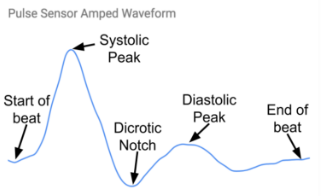 Pulse Sensor Amped Waveform
Systolic
Peak
Start of
beat
Dicrotic
Notch
Diastolic
Peak
End of
beat